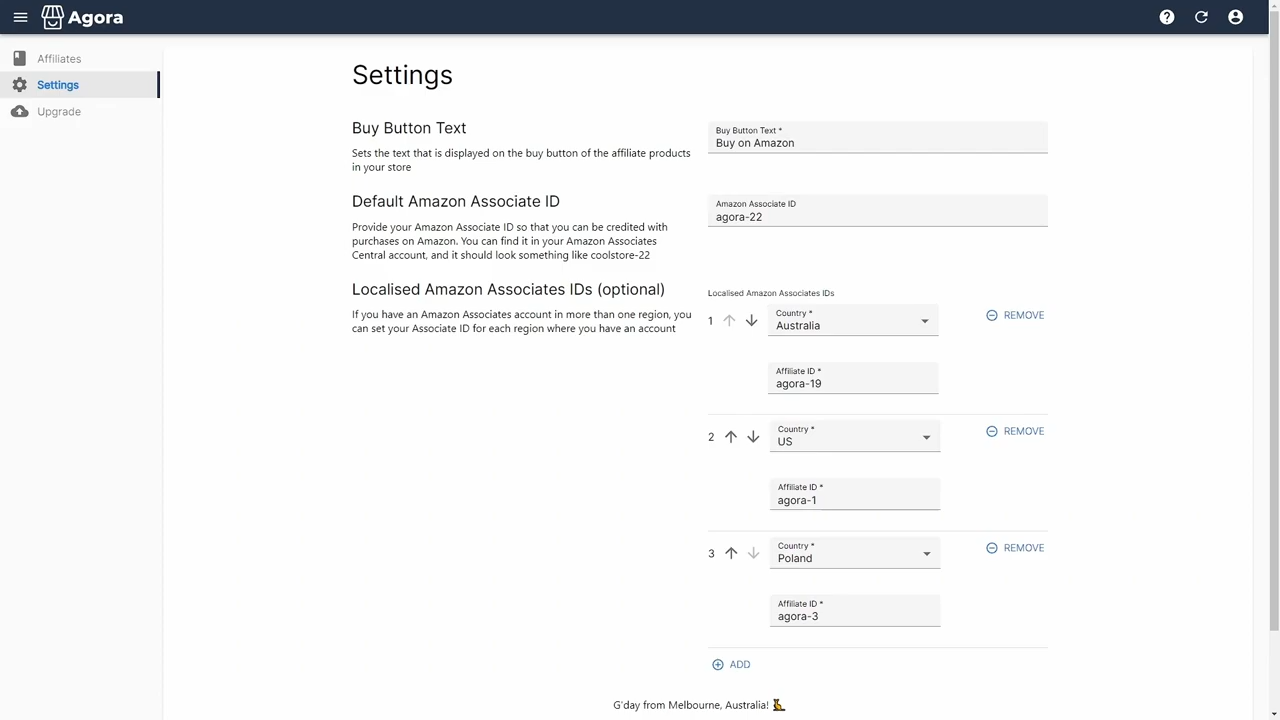 Agora
Affiliates
Settings
Upgrade
Settings
Buy Button Text
Sets the text that is displayed on the buy button of the affiliate products
in your store
Buy Button Text *
Buy on Amazon
Default Amazon Associate ID
Provide your Amazon Associate ID so that you can be credited with
purchases on Amazon. You can find it in your Amazon Associates
Central account, and it should look something like coolstore-22
Amazon Associate ID
agora-22
Localised Amazon Associates IDs (optional)
If you have an Amazon Associates account in more than one region, you
can set your Associate ID for each region where you have an account
Localised Amazon Associates IDs
1
Country *
Australia
REMOVE
Affiliate ID *
agora-19
2
Country *
US
REMOVE
Affiliate ID *
agora-1
3
Country *
Poland
REMOVE
Affiliate ID *
agora-3
ADD
G'day from Melbourne, Australia!